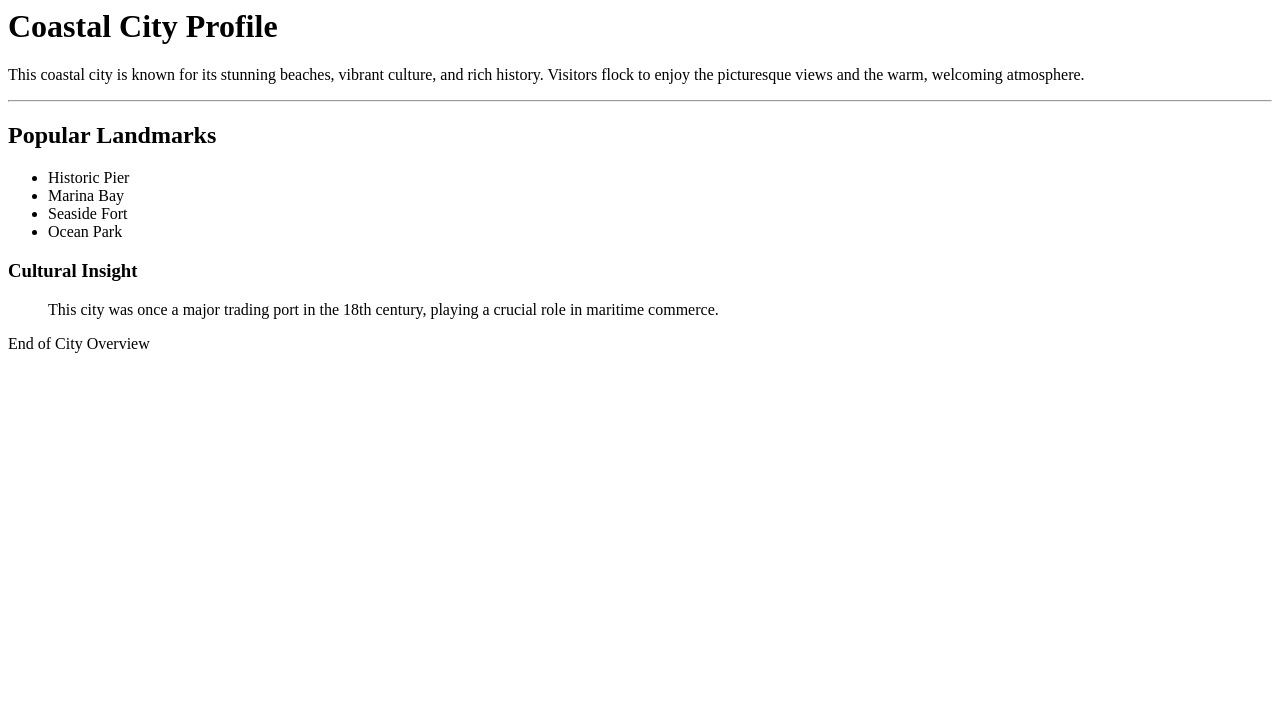 Coastal City Profile
This coastal city is known for its stunning beaches, vibrant culture, and rich history. Visitors flock to enjoy the picturesque views and the warm, welcoming atmosphere.
Popular Landmarks
Historic Pier
Marina Bay
Seaside Fort
Ocean Park
Cultural Insight
This city was once a major trading port in the 18th century, playing a crucial role in maritime commerce.
End of City Overview